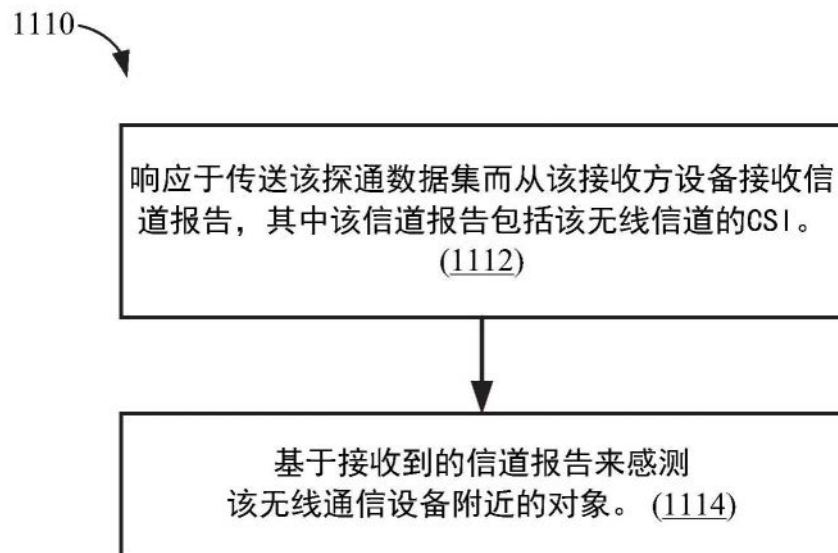 1110
响应于传送该探通数据集而从该接收方设备接收信
道报告，其中该信道报告包括该无线信道的CSI。
(1112)
基于接收到的信道报告来感测
该无线通信设备附近的对象。 (1114)